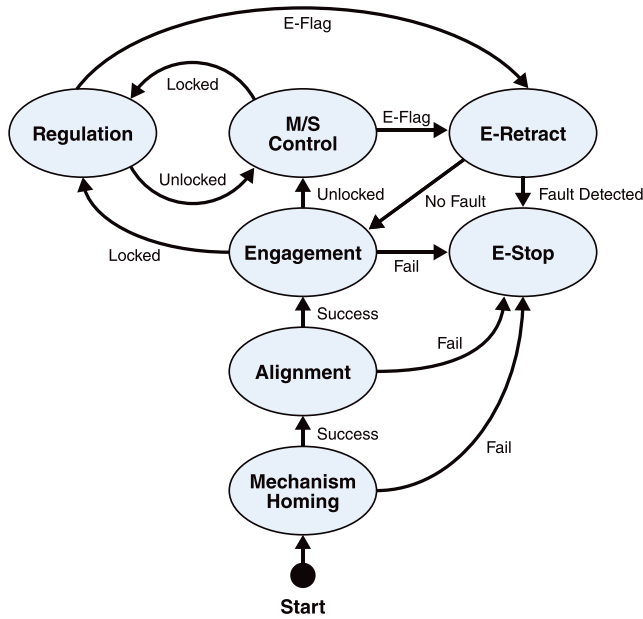 E-Flag
Locked
Regulation
M/S
Control
E-Flag
E-Retract
Unlocked
Unlocked
No Fault
Fault Detected
Locked
Engagement
Fail
E-Stop
Success
Alignment
Fail
Success
Fail
Mechanism
Homing
Start